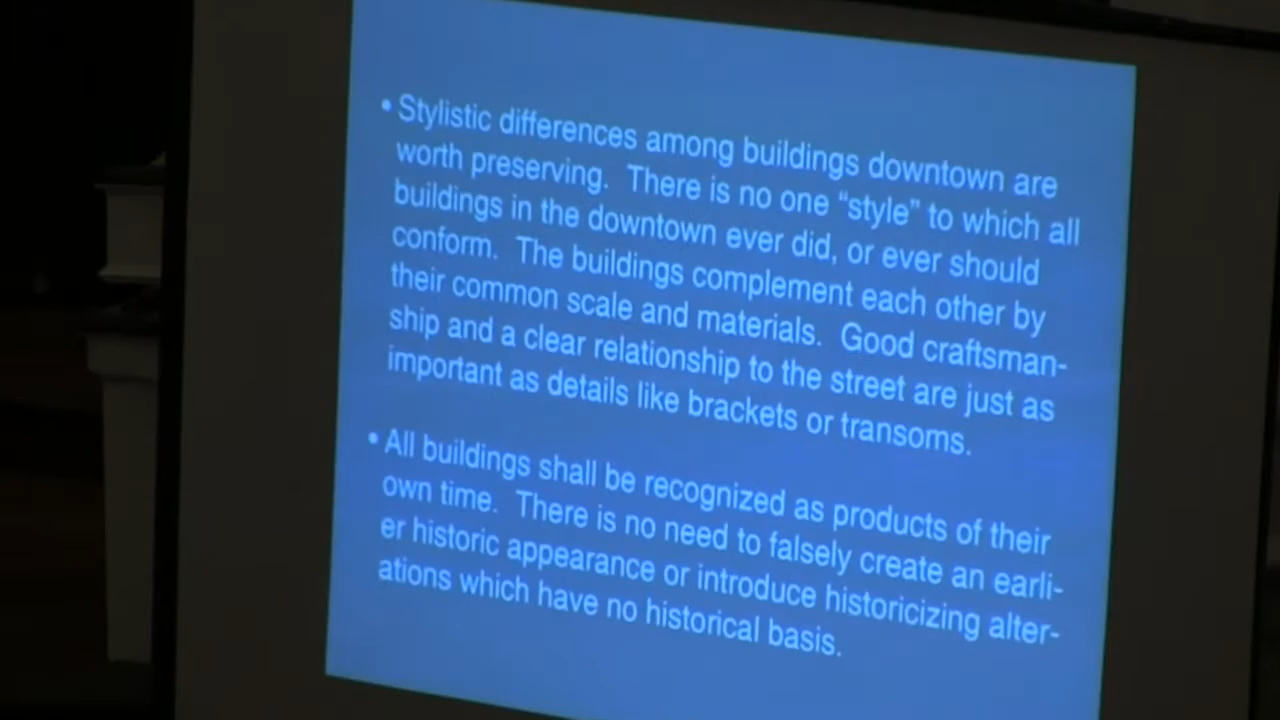 • Stylistic differences among buildings downtown are
worth preserving. There is no one “style” to which all
buildings in the downtown ever did, or ever should
conform. The buildings complement each other by
their common scale and materials. Good craftsman-
ship and a clear relationship to the street are just as
important as details like brackets or transoms.
• All buildings shall be recognized as products of their
own time. There is no need to falsely create an earli-
er historic appearance or introduce historicizing alter-
ations which have no historical basis.